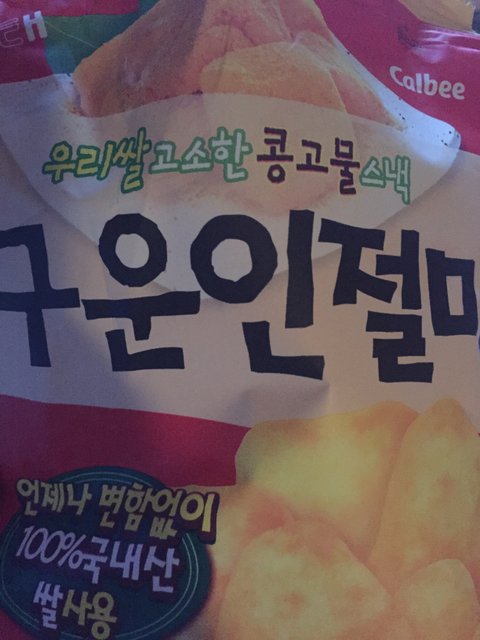 Calbee
우리쌀 고소한 콩고물 스낵
구운인절미
언제나 변함없이
100% 국내산
쌀 사용